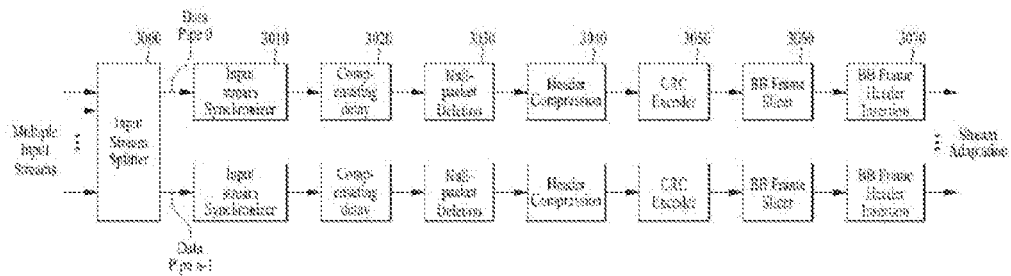 Data
Pipe 0
3000
3010
3020
3030
3040
3050
3060
3070
Input
Stream
Synchronizer
Comp-
ensating
delay
Null-
packet
Deletion
Header
Compression
CRC
Encoder
BB Frame
Slicer
BB Frame
Header
Insertion
Multiple
Input
Streams
Input
Stream
Splitter
Stream
Adaptation
Input
Stream
Synchronizer
Comp-
ensating
delay
Null-
packet
Deletion
Header
Compression
CRC
Encoder
BB Frame
Slicer
BB Frame
Header
Insertion
Data
Pipe n-1